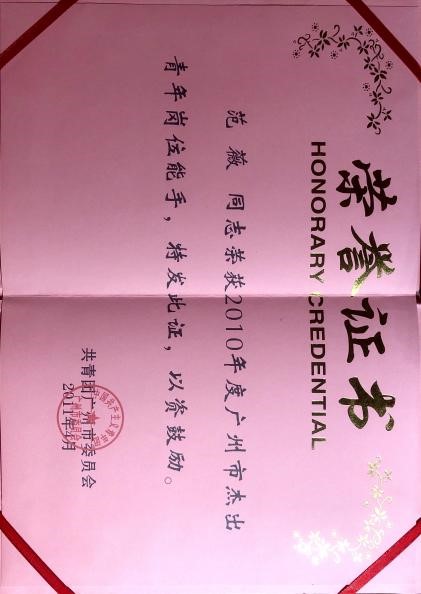 荣誉证书
HONORARY CREDENTIAL
范 薇 同志荣获2010年度广州市杰出
青年岗位能手，特发此证，以资鼓励。
共青团广州市委员会
2011年 月